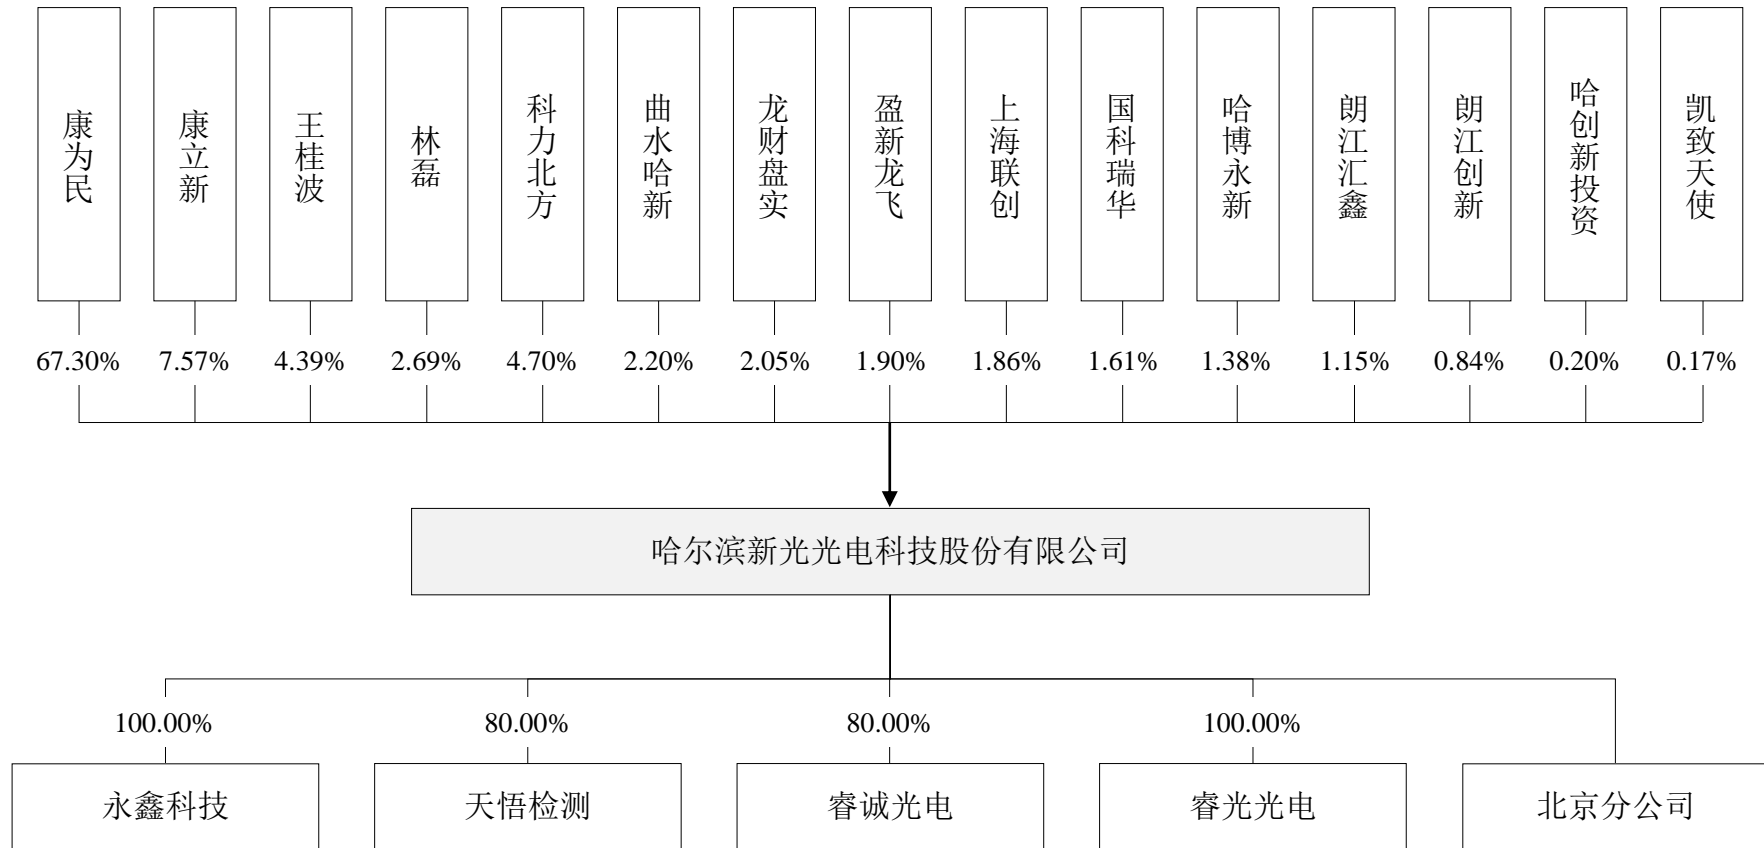 康为民
康立新
王桂波
林磊
科力北方
曲水哈新
龙财盘实
盈新龙飞
上海联创
国科瑞华
哈博永新
朗江汇鑫
朗江创新
哈创新投资
凯致天使
67.30% 7.57% 4.39% 2.69% 4.70% 2.20% 2.05% 1.90% 1.86% 1.61% 1.38% 1.15% 0.84% 0.20% 0.17%
哈尔滨新光光电科技股份有限公司
100.00% 80.00% 80.00% 100.00%
永鑫科技 天悟检测 睿诚光电 睿光光电 北京分公司